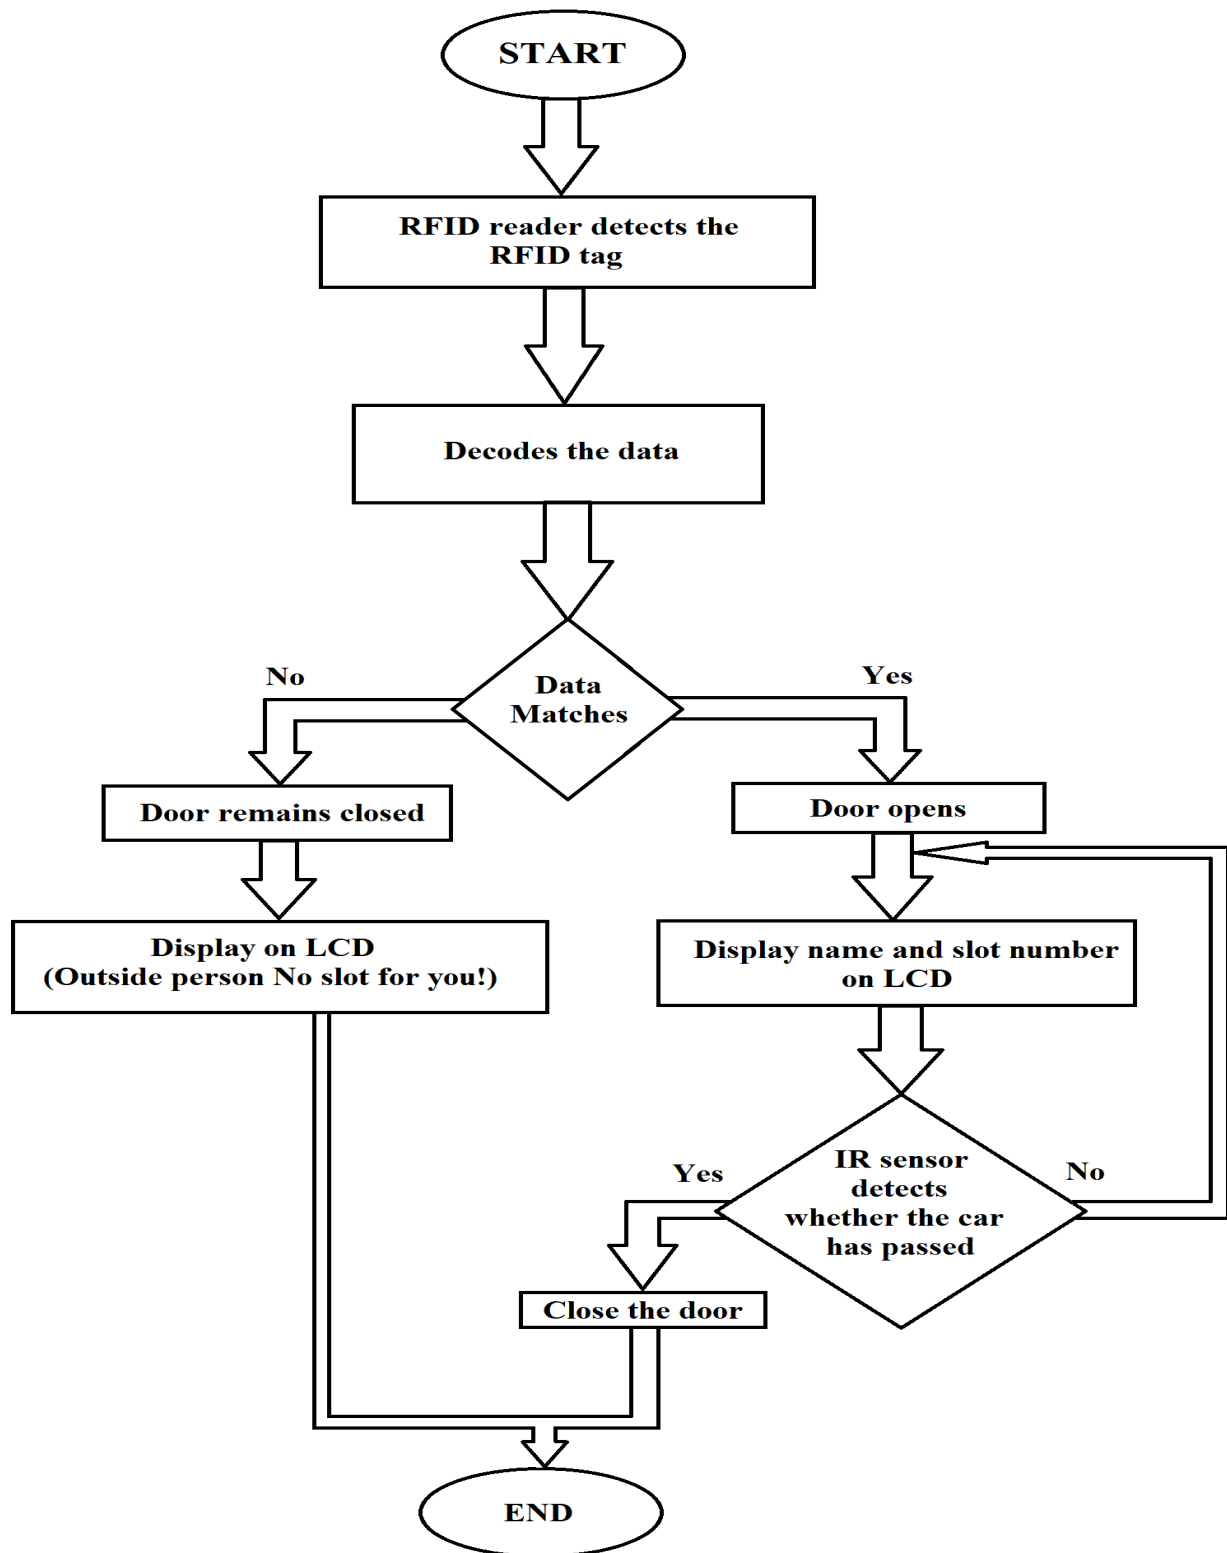 START
RFID reader detects the
RFID tag
Decodes the data
Data
Matches
No
Yes
Door remains closed
Door opens
Display on LCD
(Outside person No slot for you!)
Display name and slot number
on LCD
IR sensor
detects
whether the car
has passed
Yes
No
Close the door
END